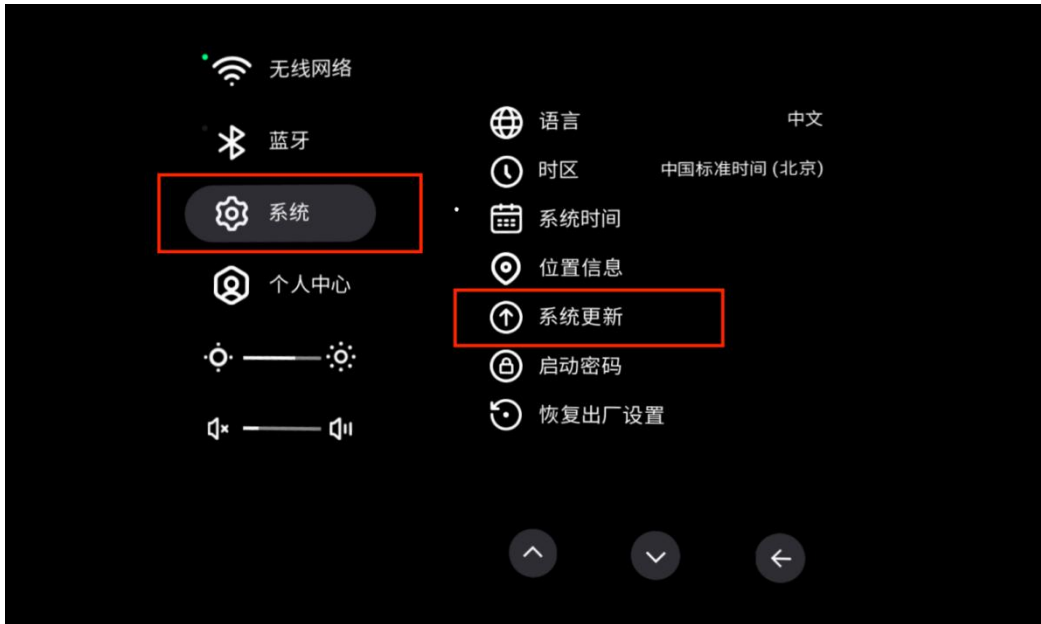 无线网络
蓝牙
系统
个人中心
语言 中文
时区 中国标准时间 (北京)
系统时间
位置信息
系统更新
启动密码
恢复出厂设置